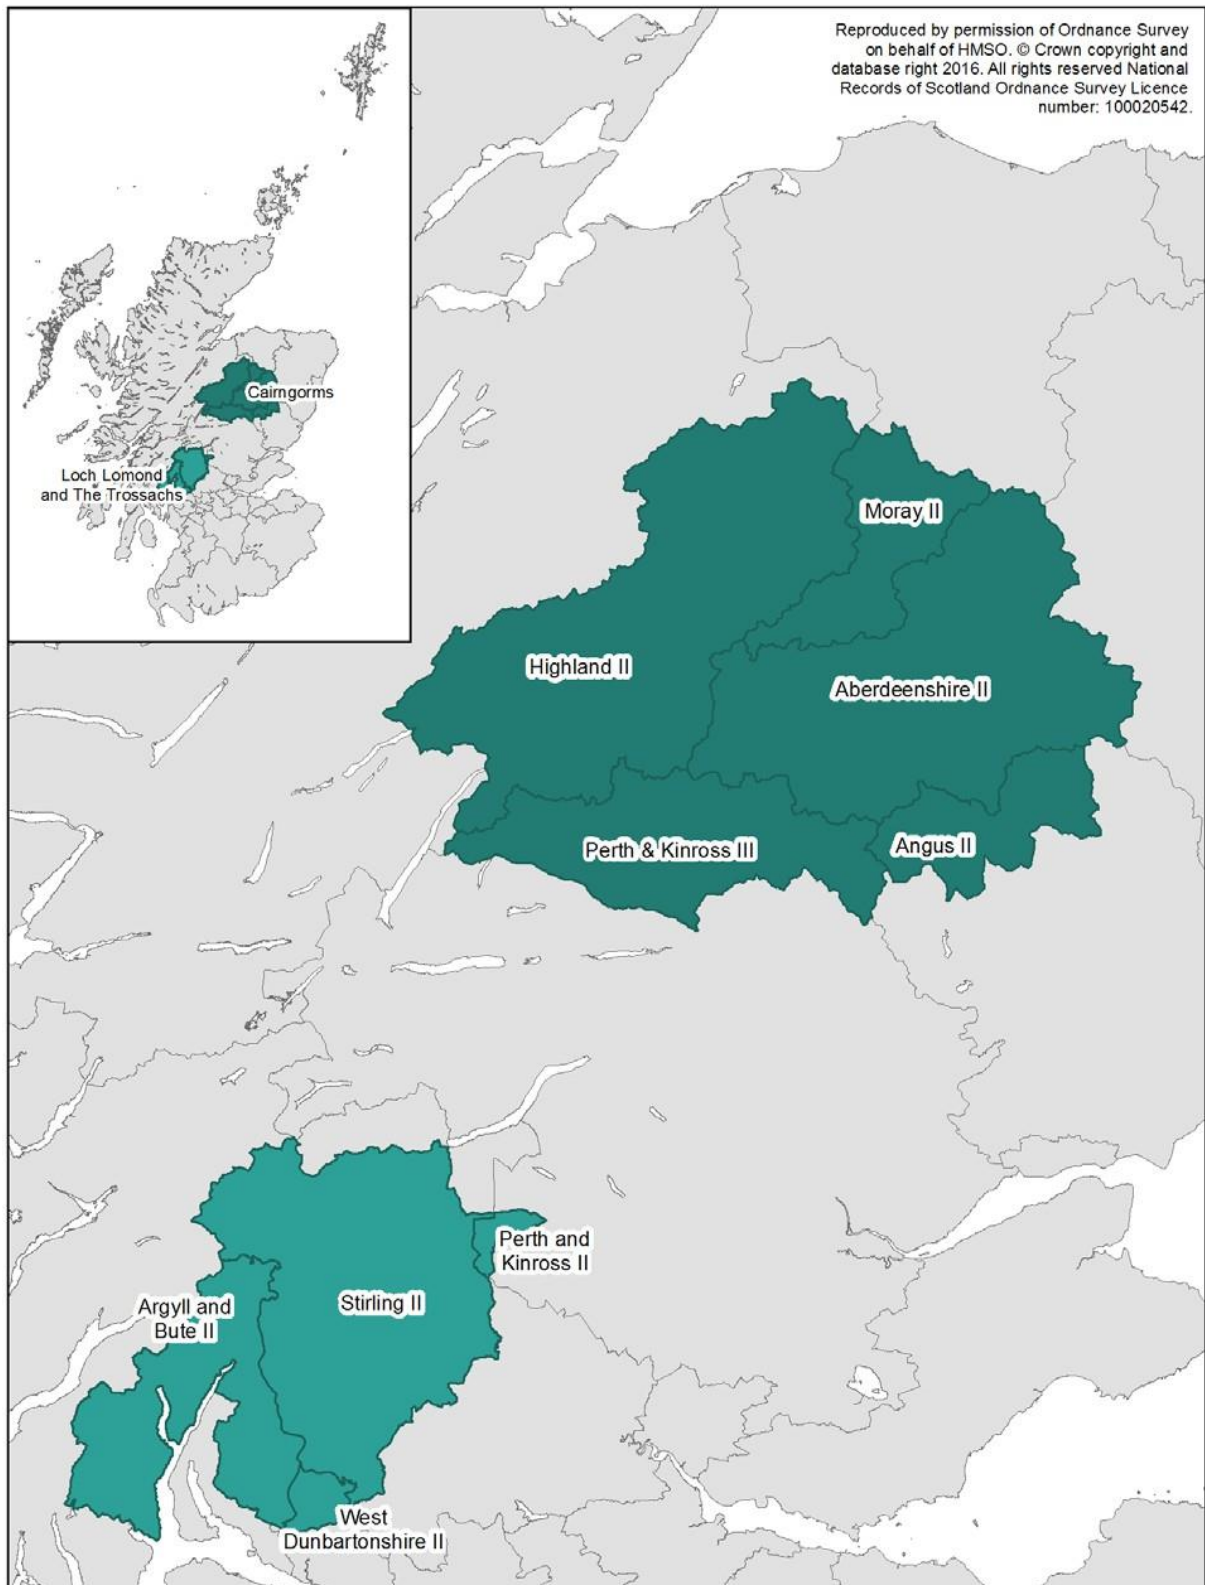 Reproduced by permission of Ordnance Survey
on behalf of HMSO. © Crown copyright and
database right 2016. All rights reserved National
Records of Scotland Ordnance Survey Licence
number: 100020542.
Cairngorms
Loch Lomond
and The Trossachs
Moray II
Highland II
Aberdeenshire II
Perth & Kinross III
Angus II
Perth and
Kinross II
Argyll and
Bute II
Stirling II
West
Dunbartonshire II